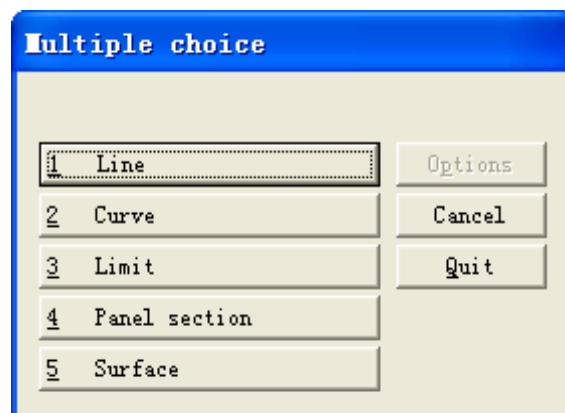 Multiple choice
1 Line
Options
2 Curve
Cancel
3 Limit
Quit
4 Panel section
5 Surface